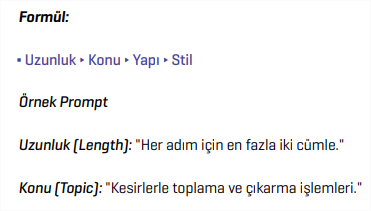 Formül:
• Uzunluk ‣ Konu ‣ Yapı ‣ Stil
Örnek Prompt
Uzunluk (Length): "Her adım için en fazla iki cümle."
Konu (Topic): "Kesirlerle toplama ve çıkarma işlemleri."